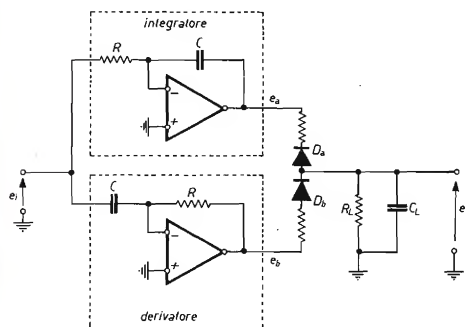 integratore
R
C
−
+
e_a
D_a
e_i
C
R
D_b
R_L
C_L
e
−
+
e_b
derivatore